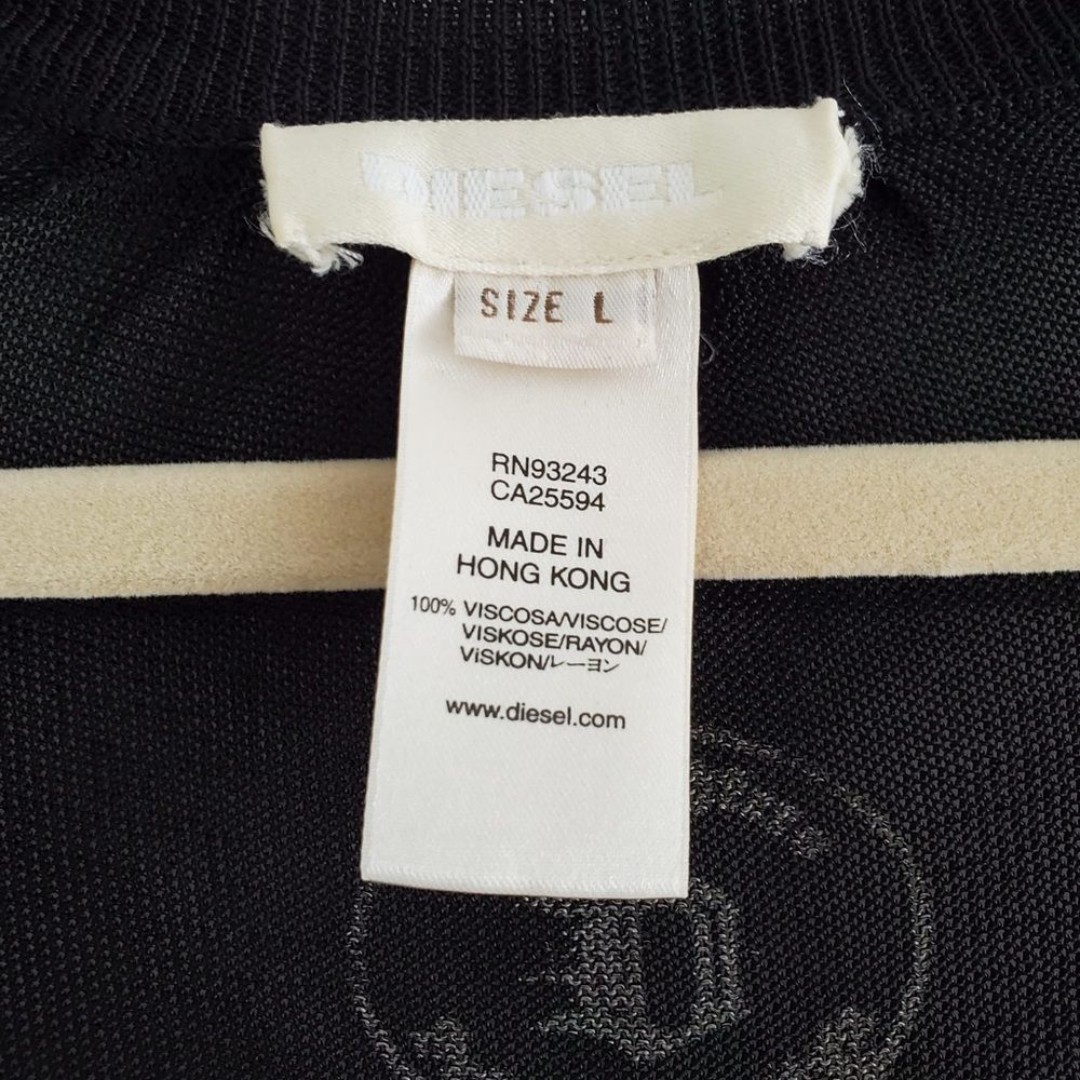 DIESEL
SIZE L
RN93243
CA25594
MADE IN
HONG KONG
100% VISCOSA/VISCOSE/
VISKOSE/RAYON/
ViSKON/レーヨン
www.diesel.com
D